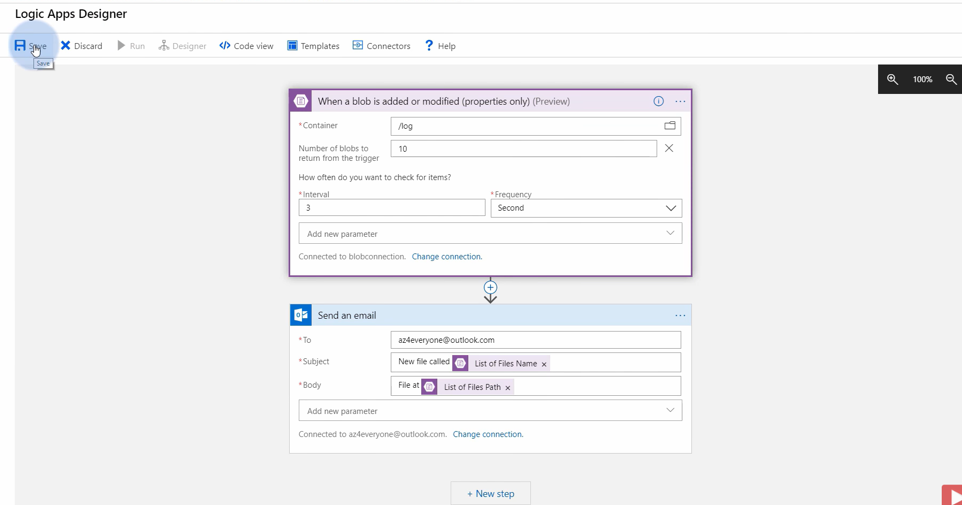 Logic Apps Designer
Save Discard Run Designer Code view Templates Connectors ? Help
Save
100%
When a blob is added or modified (properties only) (Preview)
*Container /log
Number of blobs to return from the trigger 10
How often do you want to check for items?
*Interval *Frequency
3 Second
Add new parameter
Connected to blobconnection. Change connection.
Send an email
*To az4everyone@outlook.com
*Subject New file called List of Files Name ×
*Body File at List of Files Path ×
Add new parameter
Connected to az4everyone@outlook.com. Change connection.
+ New step